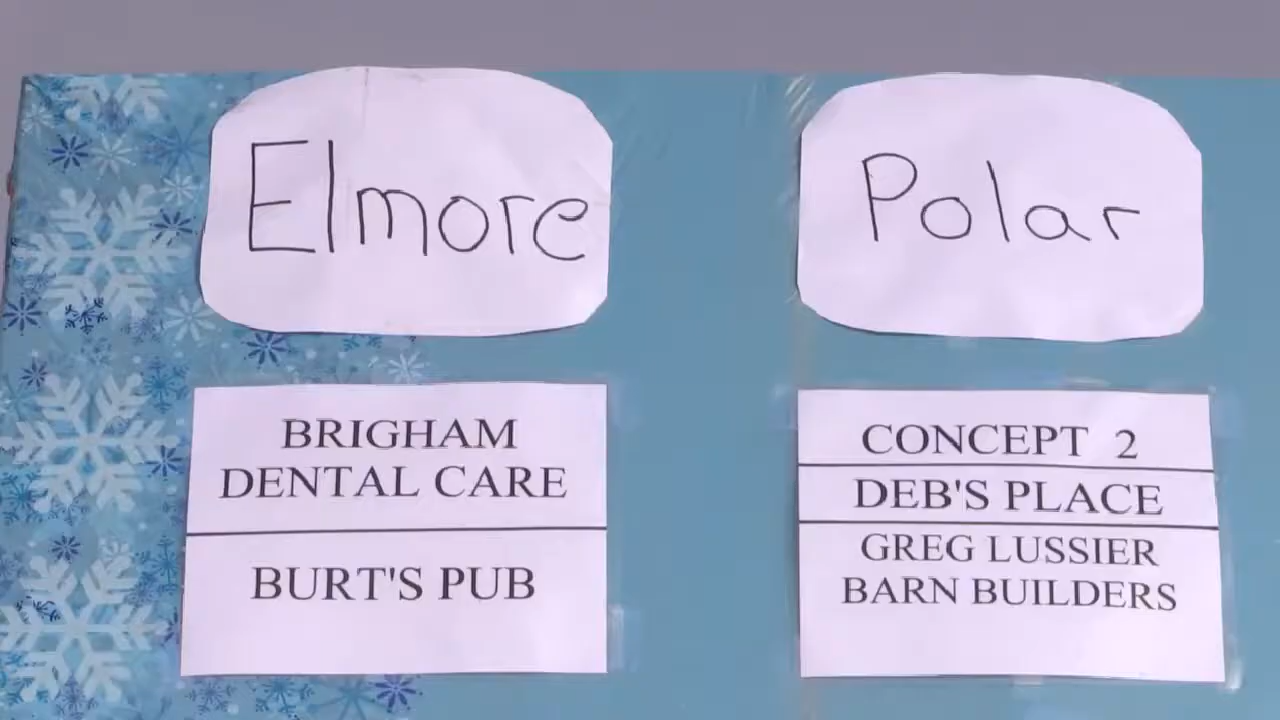 Elmore
BRIGHAM
DENTAL CARE
BURT'S PUB
Polar
CONCEPT 2
DEB'S PLACE
GREG LUSSIER
BARN BUILDERS